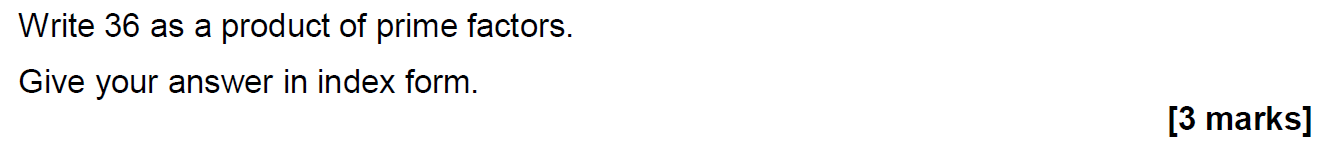 Write 36 as a product of prime factors.
Give your answer in index form.
[3 marks]